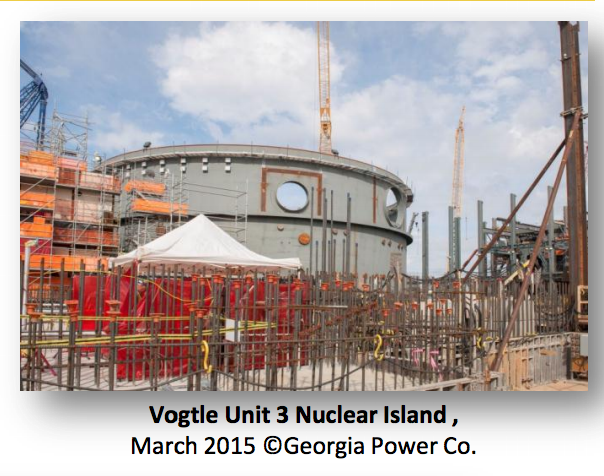 Vogtle Unit 3 Nuclear Island ,
March 2015 ©Georgia Power Co.